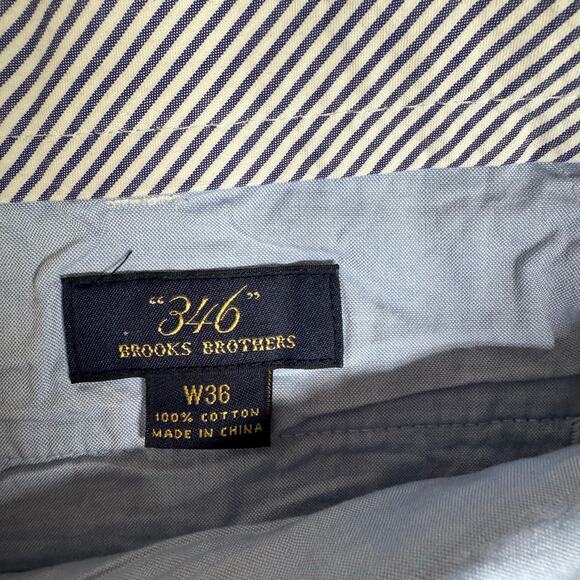 "346"
BROOKS BROTHERS
W36
100% COTTON
MADE IN CHINA